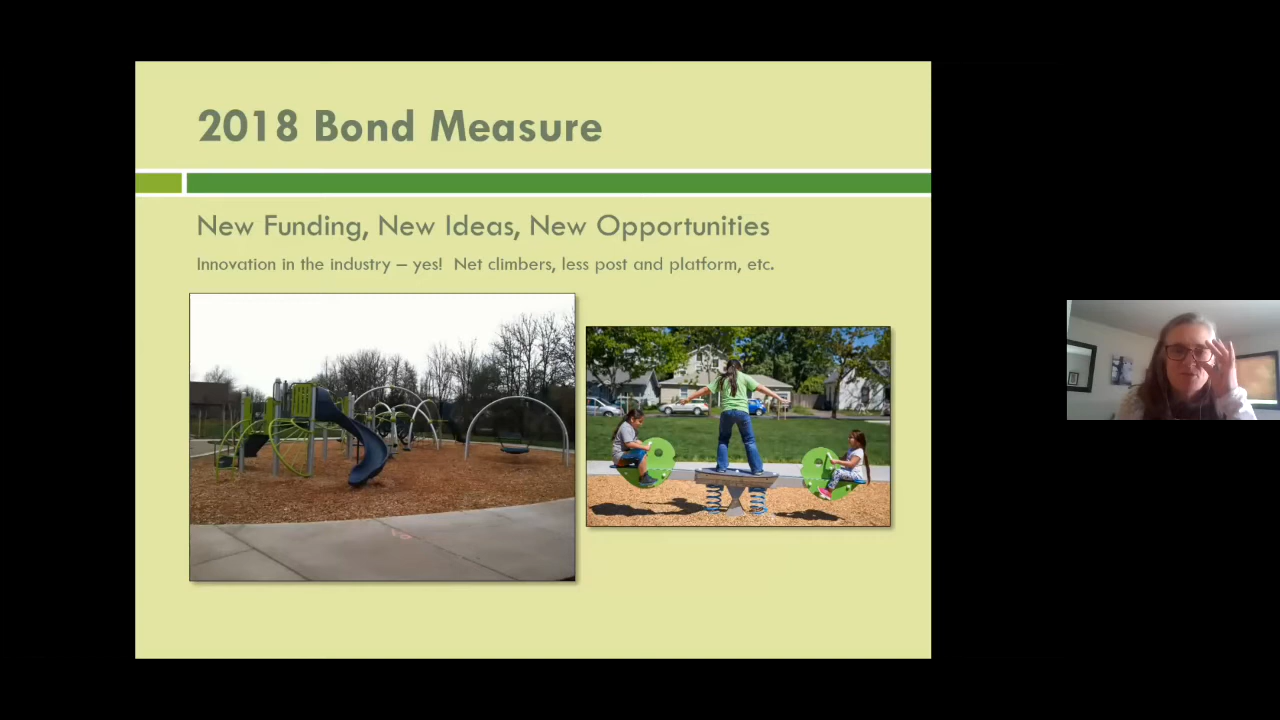 2018 Bond Measure
New Funding, New Ideas, New Opportunities
Innovation in the industry – yes!  Net climbers, less post and platform, etc.